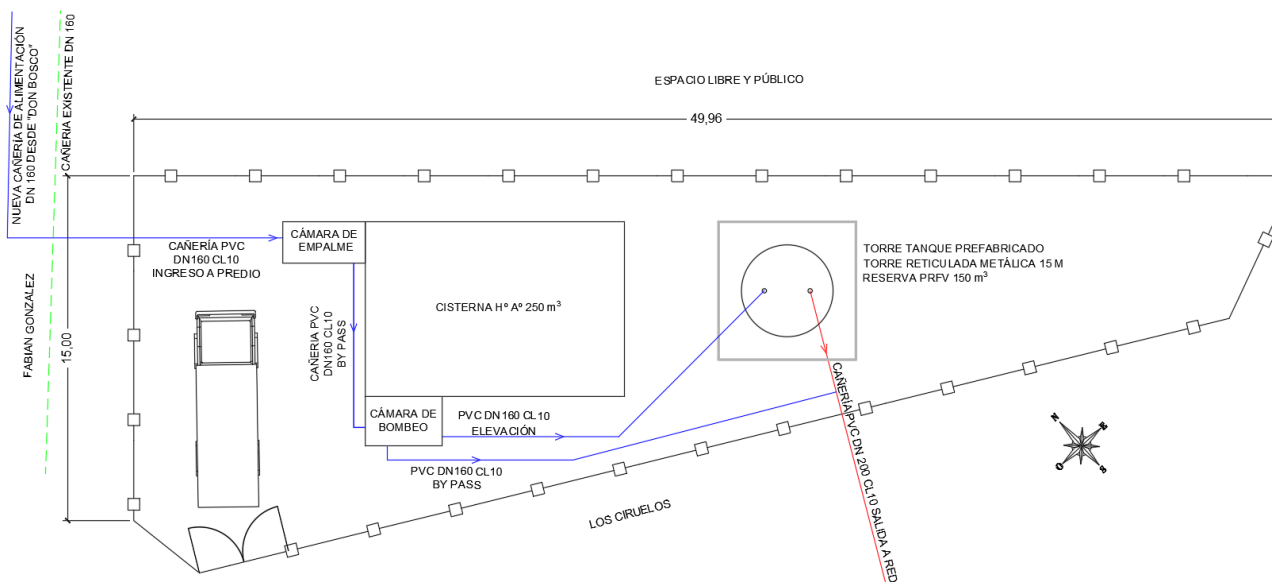 ESPACIO LIBRE Y PÚBLICO
49,96
NUEVA CAÑERÍA DE ALIMENTACIÓN
DN 160 DESDE "DON BOSCO"
CAÑERIA EXISTENTE DN 160
FABIAN GONZALEZ
15,00
CAÑERÍA PVC
DN160 CL10
INGRESO A PREDIO
CÁMARA DE
EMPALME
CISTERNA Hº Aº 250 m³
CAÑERIA PVC
DN160 CL10
BY PASS
CÁMARA DE
BOMBEO
PVC DN160 CL10
ELEVACIÓN
PVC DN160 CL10
BY PASS
TORRE TANQUE PREFABRICADO
TORRE RETICULADA METÁLICA 15 M
RESERVA PRFV 150 m³
CAÑERÍA PVC DN 200 CL10 SALIDA A RED
LOS CIRUELOS
N
E
O
S